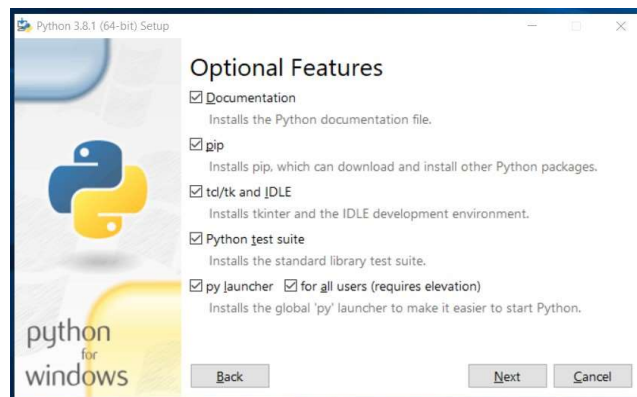 Python 3.8.1 (64-bit) Setup
Optional Features
Documentation
Installs the Python documentation file.
pip
Installs pip, which can download and install other Python packages.
tcl/tk and IDLE
Installs tkinter and the IDLE development environment.
Python test suite
Installs the standard library test suite.
py launcher for all users (requires elevation)
Installs the global 'py' launcher to make it easier to start Python.
python
for
windows
Back Next Cancel